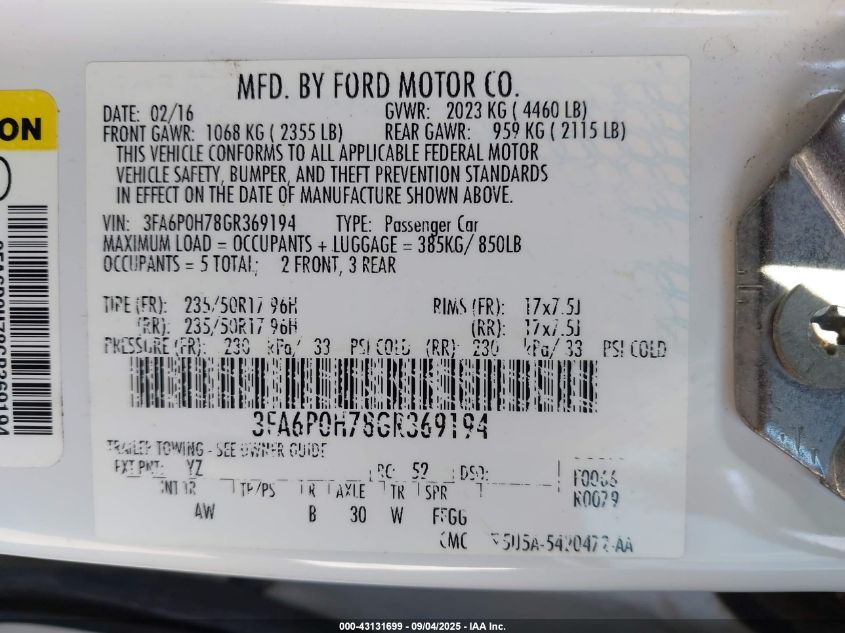 MFD. BY FORD MOTOR CO.
DATE: 02/16 GVWR: 2023 KG ( 4460 LB)
FRONT GAWR: 1068 KG ( 2355 LB) REAR GAWR: 959 KG ( 2115 LB)
THIS VEHICLE CONFORMS TO ALL APPLICABLE FEDERAL MOTOR
VEHICLE SAFETY, BUMPER, AND THEFT PREVENTION STANDARDS
IN EFFECT ON THE DATE OF MANUFACTURE SHOWN ABOVE.
VIN: 3FA6P0H78GR369194 TYPE: Passenger Car
MAXIMUM LOAD = OCCUPANTS + LUGGAGE = 385KG/ 850LB
OCCUPANTS = 5 TOTAL; 2 FRONT, 3 REAR
TIRE (FR): 235/50R17 96H RIMS (FR): 17x7.5J
(RR): 235/50R17 96H (RR): 17x7.5J
PRESSURE (FR): 230 kPa/ 33 PSI COLD (RR): 230 kPa/ 33 PSI COLD
3FA6P0H78GR369194
TRAILER TOWING - SEE OWNER GUIDE
EXT PNT: YZ RC: 52 DSO:
F0066
R0079
INT TR TP/PS R AXLE TR SPR
AW B 30 W FFGG
ION
000-43131699 - 09/04/2025 - IAA Inc.